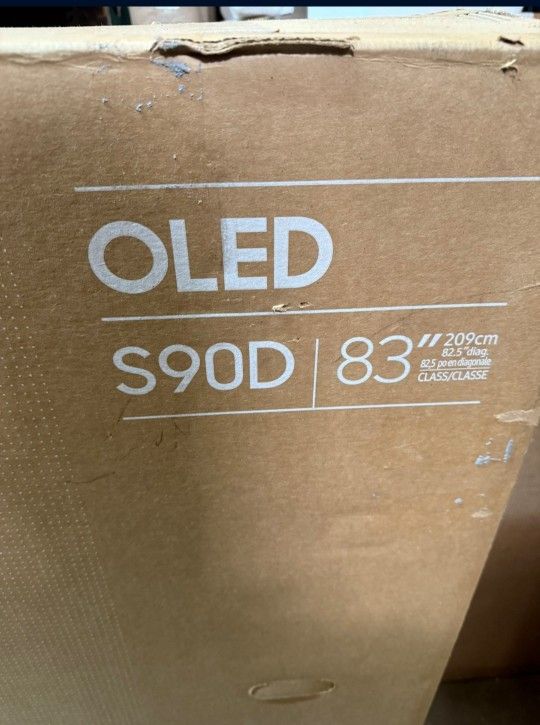 OLED
S90D 83" 209cm
82.5"diag.
82,5 po en diagonale
CLASS/CLASSE